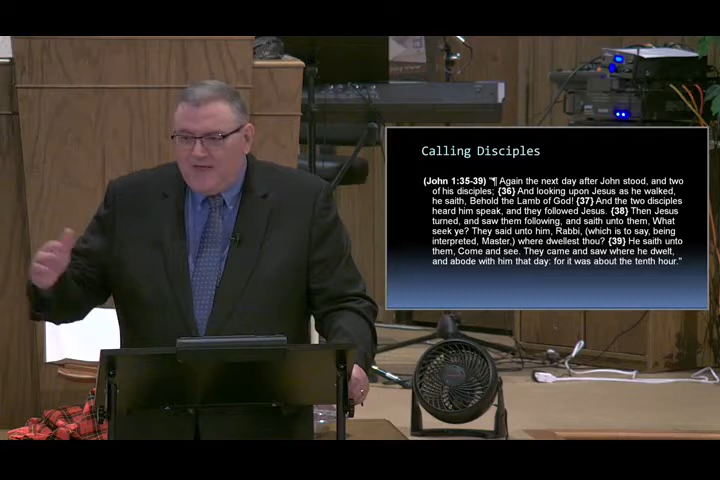 Calling Disciples
(John 1:35-39) "¶ Again the next day after John stood, and two
of his disciples; {36} And looking upon Jesus as he walked,
he saith, Behold the Lamb of God! {37} And the two disciples
heard him speak, and they followed Jesus. {38} Then Jesus
turned, and saw them following, and saith unto them, What
seek ye? They said unto him, Rabbi, (which is to say, being
interpreted, Master,) where dwellest thou? {39} He saith unto
them, Come and see. They came and saw where he dwelt,
and abode with him that day: for it was about the tenth hour."